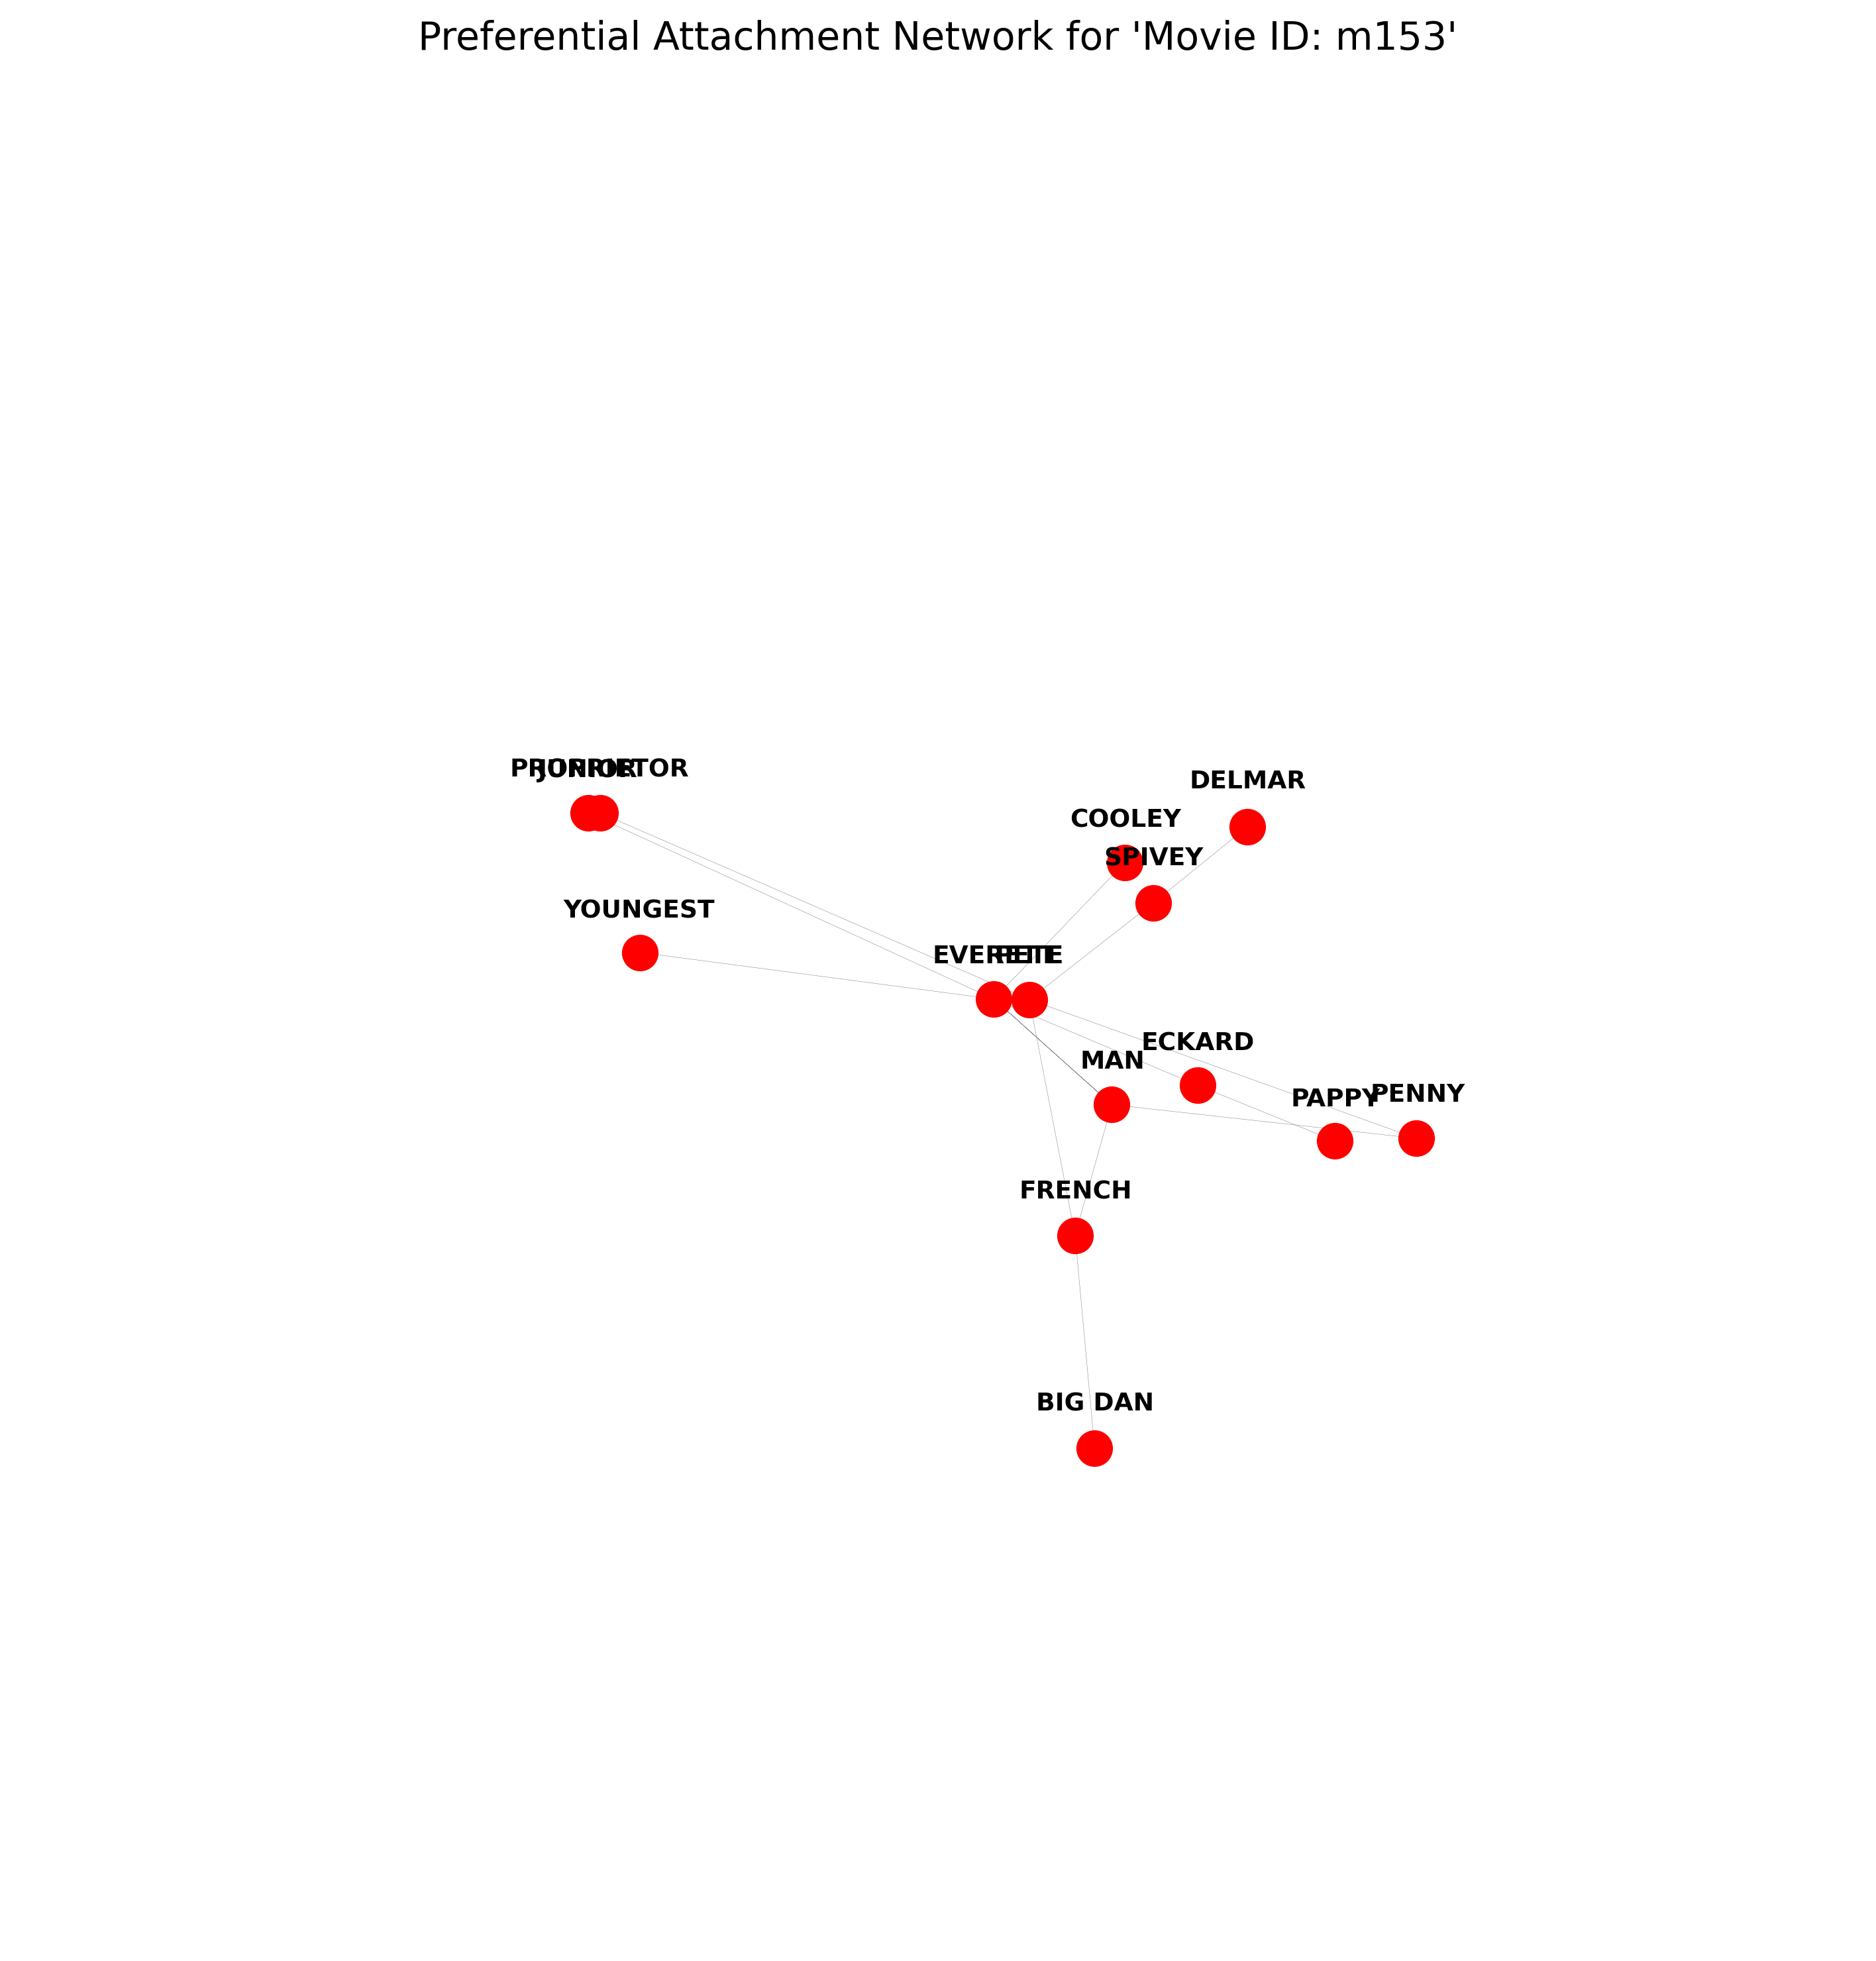 Preferential Attachment Network for 'Movie ID: m153'
PROPRIETOR
JUNIOR
DELMAR
COOLEY
SPIVEY
YOUNGEST
EVERETT
PETE
ECKARD
MAN
PAPPY
PENNY
FRENCH
BIG DAN